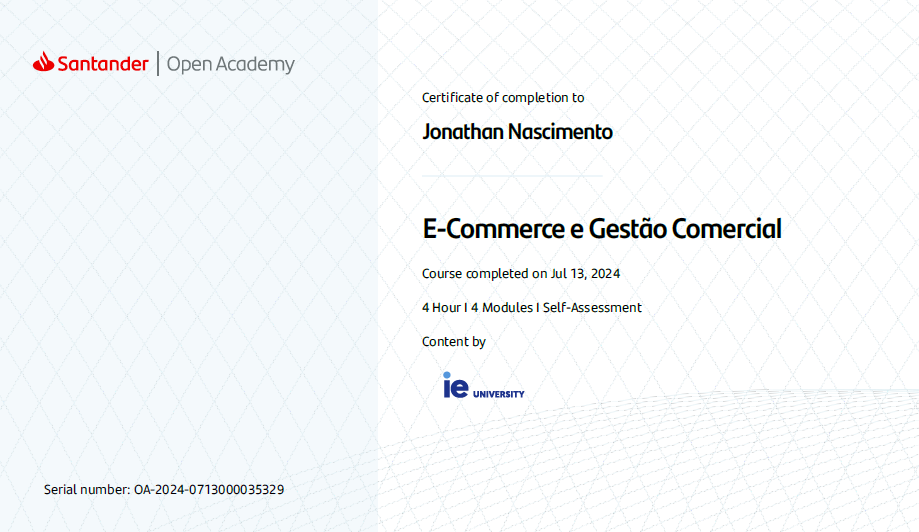 Santander | Open Academy
Certificate of completion to
Jonathan Nascimento
E-Commerce e Gestão Comercial
Course completed on Jul 13, 2024
4 Hour I 4 Modules I Self-Assessment
Content by
ie UNIVERSITY
Serial number: OA-2024-0713000035329